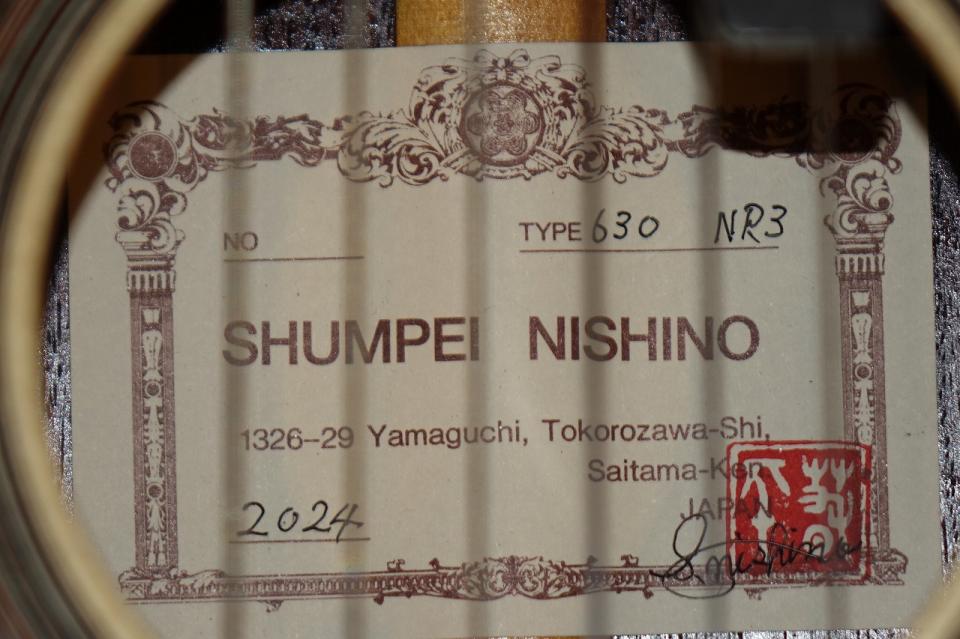 NO
TYPE 630 NR3
SHUMPEI NISHINO
1326-29 Yamaguchi, Tokorozawa-Shi,
Saitama-Ken
JAPAN
2024
S. Nishino